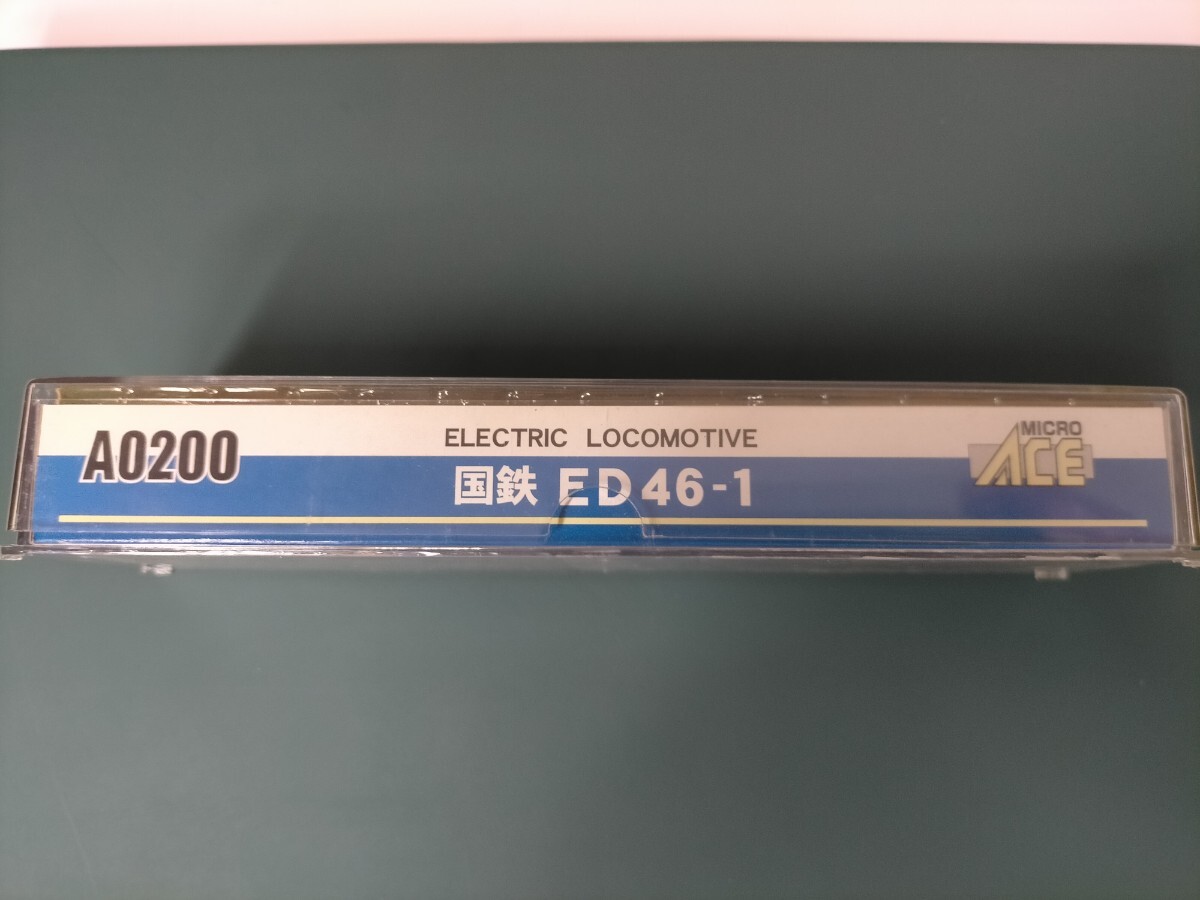 A0200
ELECTRIC LOCOMOTIVE
国鉄 ED46-1
MICRO
ACE